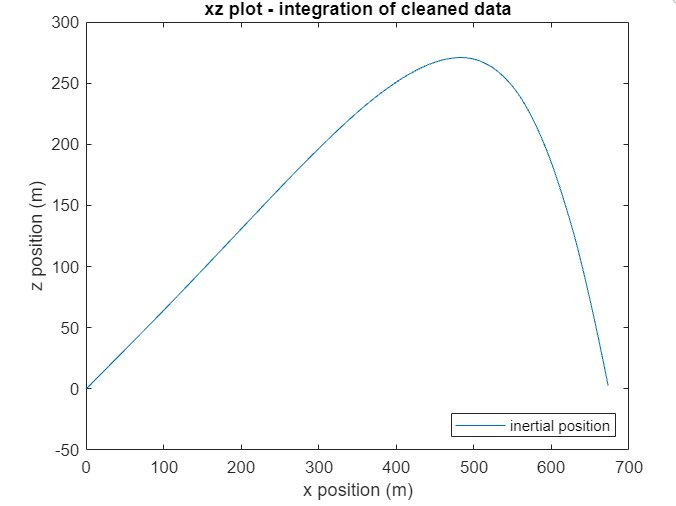 xz plot - integration of cleaned data
300
250
200
150
100
50
0
-50
z position (m)
inertial position
0 100 200 300 400 500 600 700
x position (m)